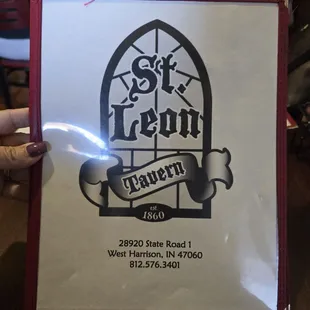 St.
Leon
Tavern
est.
1860
28920 State Road 1
West Harrison, IN 47060
812.576.3401